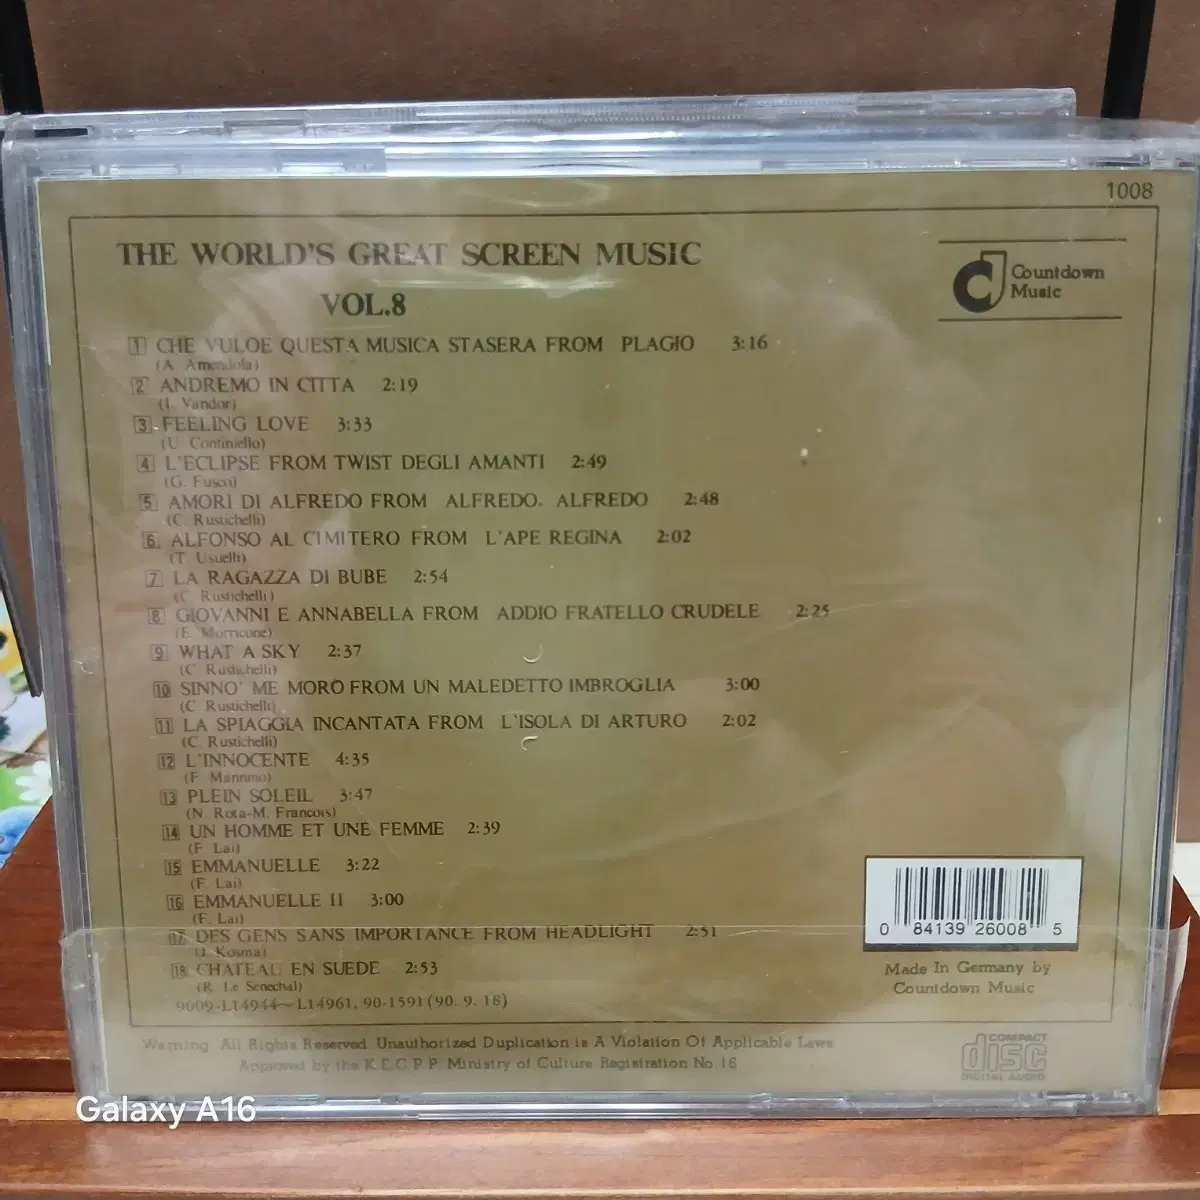 1008
THE WORLD'S GREAT SCREEN MUSIC
VOL.8
Countdown
Music
1 CHE VULOE QUESTA MUSICA STASERA FROM PLAGIO 3:16
(A. Amendola)
2 ANDREMO IN CITTA 2:19
(I. Vandor)
3 FEELING LOVE 3:33
(U. Continiello)
4 L'ECLIPSE FROM TWIST DEGLI AMANTI 2:49
(G. Fusco)
5 AMORI DI ALFREDO FROM ALFREDO, ALFREDO 2:48
(C. Rustichelli)
6 ALFONSO AL CIMITERO FROM L'APE REGINA 2:02
(T. Usuelli)
7 LA RAGAZZA DI BUBE 2:54
(C. Rustichelli)
8 GIOVANNI E ANNABELLA FROM ADDIO FRATELLO CRUDELE 2:25
(E. Morricone)
9 WHAT A SKY 2:37
(C. Rustichelli)
10 SINNO' ME MORO FROM UN MALEDETTO IMBROGLIA 3:00
(C. Rustichelli)
11 LA SPIAGGIA INCANTATA FROM L'ISOLA DI ARTURO 2:02
(C. Rustichelli)
12 L'INNOCENTE 4:35
(F. Mannino)
13 PLEIN SOLEIL 3:47
(N. Rota-M. Francois)
14 UN HOMME ET UNE FEMME 2:39
(F. Lai)
15 EMMANUELLE 3:22
(F. Lai)
16 EMMANUELLE II 3:00
(F. Lai)
17 DES GENS SANS IMPORTANCE FROM HEADLIGHT 2:51
(J. Kosma)
18 CHATEAU EN SUEDE 2:53
(R. Le Senechal)
9009-L14944~L14961, 90-1591 (90. 9. 18)
0 84139 26008 5
Made In Germany by
Countdown Music
Warning. All Rights Reserved. Unauthorized Duplication is A Violation Of Applicable Laws
Approved by the K.E.C.P.P. Ministry of Culture Registration No.16
COMPACT
disc
DIGITAL AUDIO
Galaxy A16